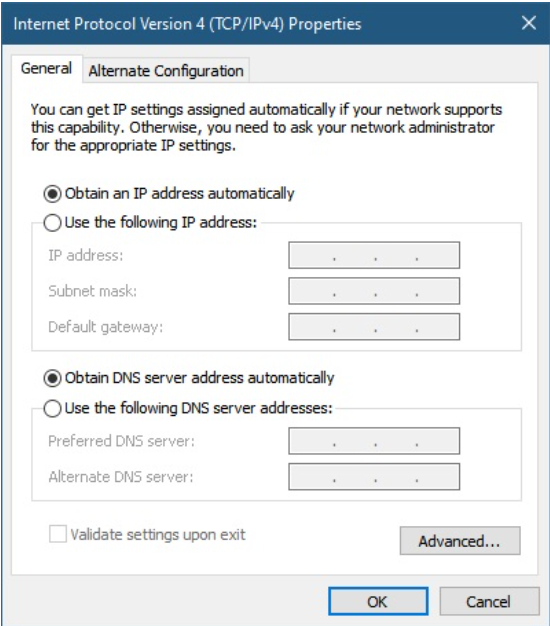 Internet Protocol Version 4 (TCP/IPv4) Properties
General
Alternate Configuration
You can get IP settings assigned automatically if your network supports
this capability. Otherwise, you need to ask your network administrator
for the appropriate IP settings.
Obtain an IP address automatically
Use the following IP address:
IP address:
Subnet mask:
Default gateway:
Obtain DNS server address automatically
Use the following DNS server addresses:
Preferred DNS server:
Alternate DNS server:
Validate settings upon exit
Advanced...
OK
Cancel